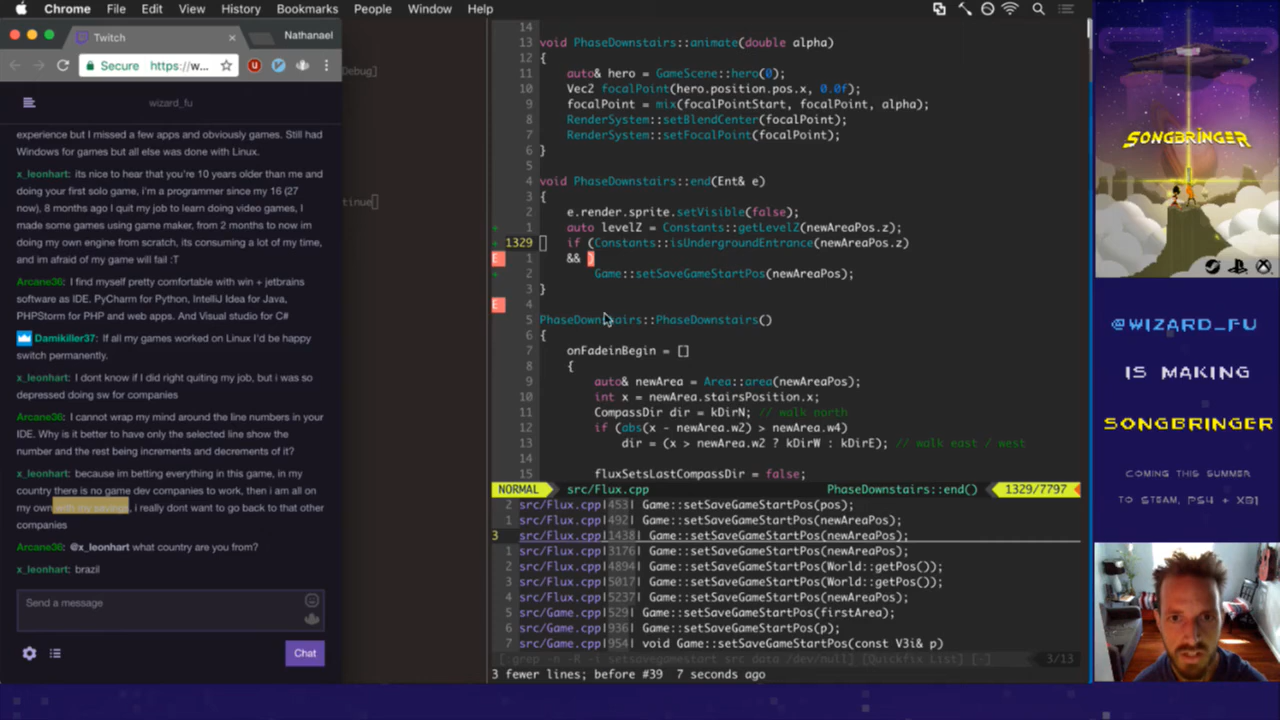 Chrome File Edit View History Bookmarks People Window Help
Twitch
Nathanael
Secure https://w...
wizard_fu
experience but I missed a few apps and obviously games. Still had
Windows for games but all else was done with Linux.
x_leonhart: its nice to hear that you're 10 years older than me and
doing your first solo game, i'm a programmer since my 16 (27
now), 8 months ago I quit my job to learn doing video games, I
made some games using game maker, from 2 months to now im
doing my own engine from scratch, its consuming a lot of my time,
and im afraid of my game will fail :T
Arcane36: I find myself pretty comfortable with win + jetbrains
software as IDE. PyCharm for Python, IntelliJ Idea for Java,
PHPStorm for PHP and web apps. And Visual studio for C#
Damikiller37: If all my games worked on Linux I'd be happy
switch permanently.
x_leonhart: I dont know if I did right quiting my job, but i was so
depressed doing sw for companies
Arcane36: I cannot wrap my mind around the line numbers in your
IDE. Why is it better to have only the selected line show the
number and the rest being increments and decrements of it?
x_leonhart: because im betting everything in this game, in my
country there is no game dev companies to work, then i am all on
my own with my savings, i really dont want to go back to that other
companies
Arcane36: @x_leonhart what country are you from?
x_leonhart: brazil
Send a message
Chat
Debug]
tinue]
14
13 void PhaseDownstairs::animate(double alpha)
12 {
11 auto& hero = GameScene::hero(0);
10 Vec2 focalPoint(hero.position.pos.x, 0.0f);
9 focalPoint = mix(focalPointStart, focalPoint, alpha);
8 RenderSystem::setBlendCenter(focalPoint);
7 RenderSystem::setFocalPoint(focalPoint);
6 }
5
4 void PhaseDownstairs::end(Ent& e)
3 {
2 e.render.sprite.setVisible(false);
1 auto levelZ = Constants::getLevelZ(newAreaPos.z);
1329 if (Constants::isUndergroundEntrance(newAreaPos.z)
E 1 && )
2 Game::setSaveGameStartPos(newAreaPos);
3 }
E 4
5 PhaseDownstairs::PhaseDownstairs()
6 {
7 onFadeinBegin = []
8 {
9 auto& newArea = Area::area(newAreaPos);
10 int x = newArea.stairsPosition.x;
11 CompassDir dir = kDirN; // walk north
12 if (abs(x - newArea.w2) > newArea.w4)
13 dir = (x > newArea.w2 ? kDirW : kDirE); // walk east / west
14
15 fluxSetsLastCompassDir = false;
NORMAL src/Flux.cpp PhaseDownstairs::end() 1329/7797
2 src/Flux.cpp|453| Game::setSaveGameStartPos(pos);
1 src/Flux.cpp|492| Game::setSaveGameStartPos(newAreaPos);
3 src/Flux.cpp|1438| Game::setSaveGameStartPos(newAreaPos);
1 src/Flux.cpp|3176| Game::setSaveGameStartPos(newAreaPos);
2 src/Flux.cpp|4894| Game::setSaveGameStartPos(World::getPos());
3 src/Flux.cpp|5017| Game::setSaveGameStartPos(World::getPos());
4 src/Flux.cpp|5237| Game::setSaveGameStartPos(newAreaPos);
5 src/Game.cpp|529| Game::setSaveGameStartPos(firstArea);
6 src/Game.cpp|936| Game::setSaveGameStartPos(p);
7 src/Game.cpp|954| void Game::setSaveGameStartPos(const V3i& p)
[grep -n -R -i setsavegamestart src data /dev/null] [Quickfix List] [-] 3/13
3 fewer lines; before #39 7 seconds ago
SONGBRINGER
@WIZARD_FU
IS MAKING
SONGBRINGER
COMING THIS SUMMER
TO STEAM, PS4 + XB1